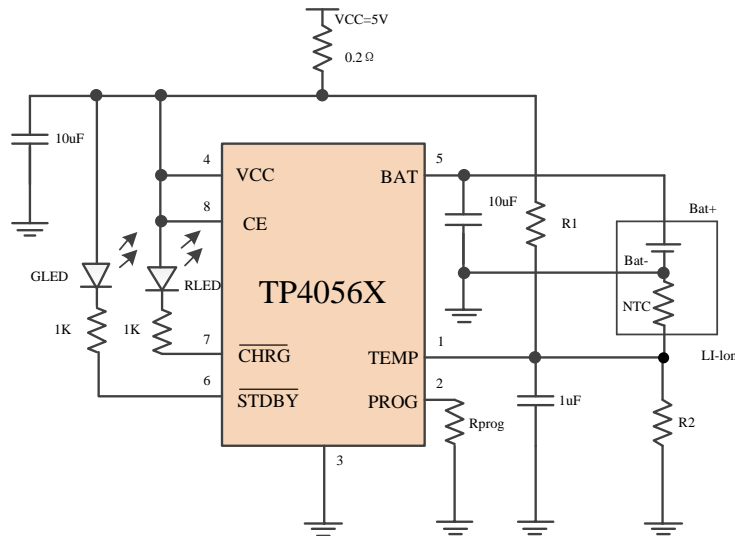 VCC=5V
0.2Ω
10uF
4
VCC
5
BAT
8
CE
10uF
R1
Bat+
Bat-
GLED
RLED
TP4056X
NTC
1K
1K
7
CHRG
TEMP
1
LI-lon
6
STDBY
PROG
2
Rprog
1uF
R2
3